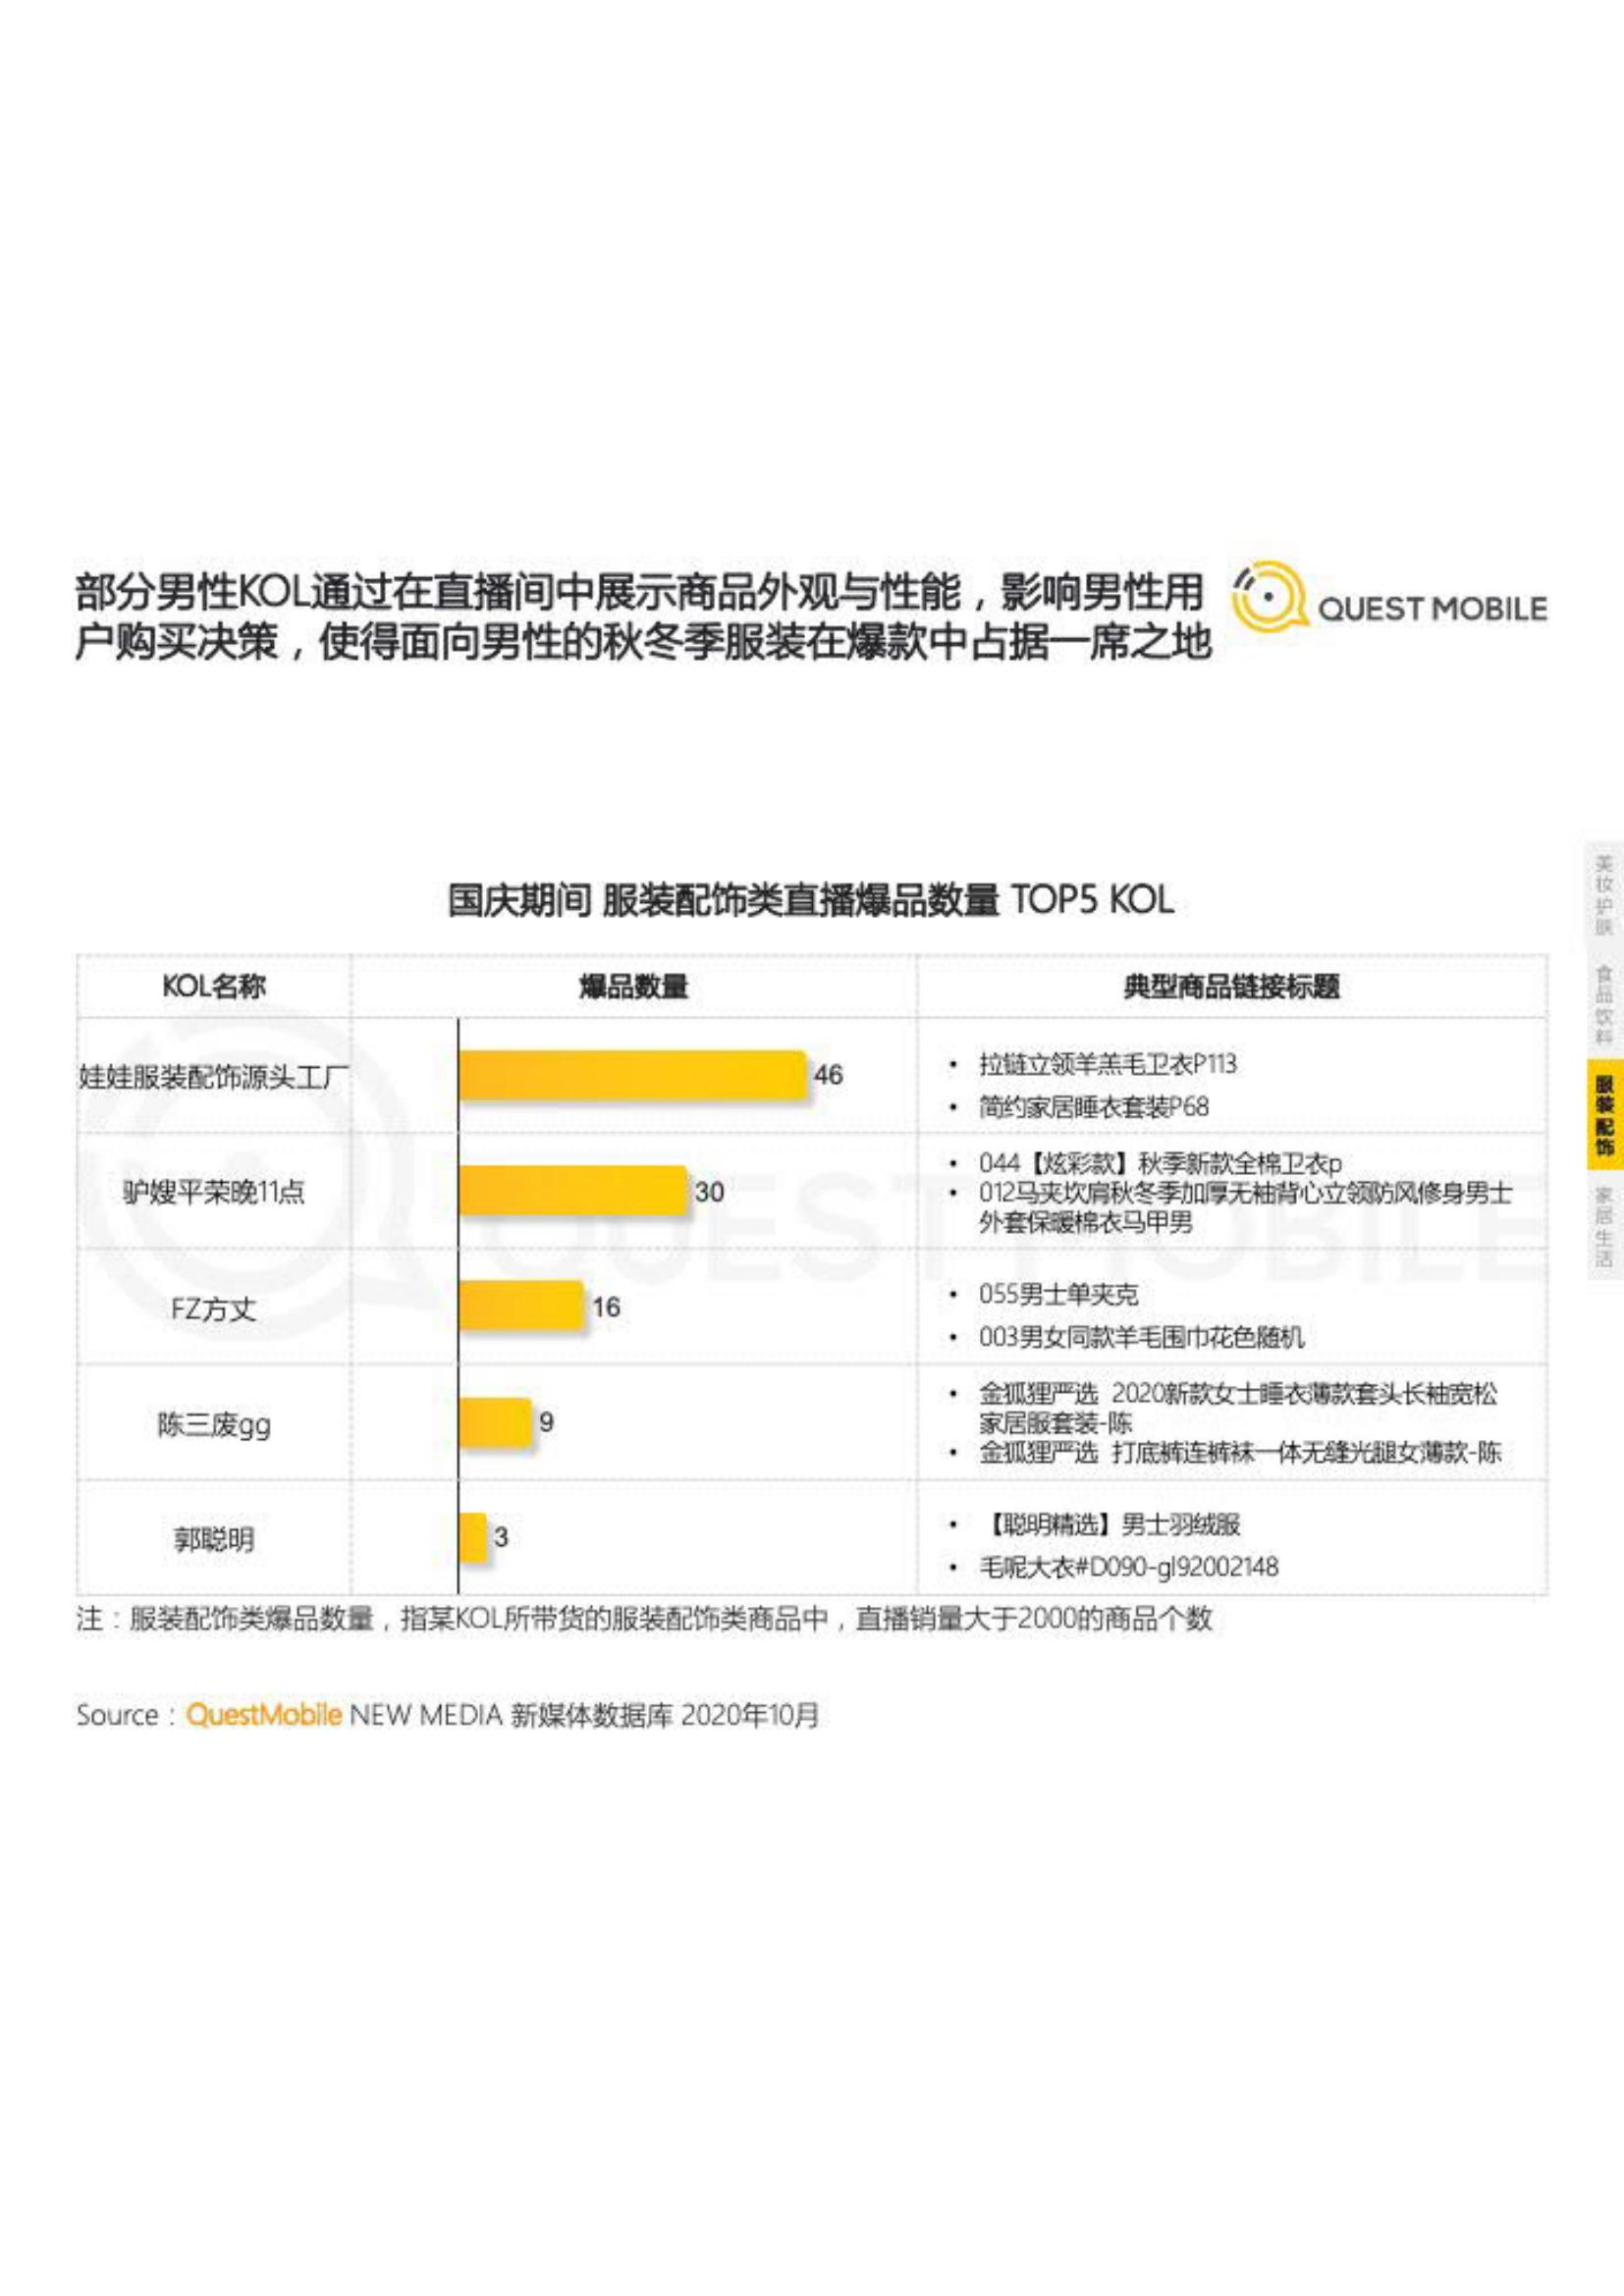 部分男性KOL通过在直播间中展示商品外观与性能，影响男性用
户购买决策，使得面向男性的秋冬季服装在爆款中占据一席之地
QUEST MOBILE
国庆期间 服装配饰类直播爆品数量 TOP5 KOL
KOL名称
爆品数量
典型商品链接标题
娃娃服装配饰源头工厂
46
• 拉链立领羊羔毛卫衣P113
• 简约家居睡衣套装P68
驴嫂平荣晚11点
30
• 044【炫彩款】秋季新款全棉卫衣p
• 012马夹坎肩秋冬季加厚无袖背心立领防风修身男士
外套保暖棉衣马甲男
FZ方丈
16
• 055男士单夹克
• 003男女同款羊毛围巾花色随机
陈三废gg
9
• 金狐狸严选 2020新款女士睡衣薄款套头长袖宽松
家居服套装-陈
• 金狐狸严选 打底裤连裤袜一体无缝光腿女薄款-陈
郭聪明
3
• 【聪明精选】男士羽绒服
• 毛呢大衣#D090-gl92002148
注：服装配饰类爆品数量，指某KOL所带货的服装配饰类商品中，直播销量大于2000的商品个数
Source：QuestMobile NEW MEDIA 新媒体数据库 2020年10月
美妆护肤
食品饮料
服装配饰
家居生活
QUEST MOBILE